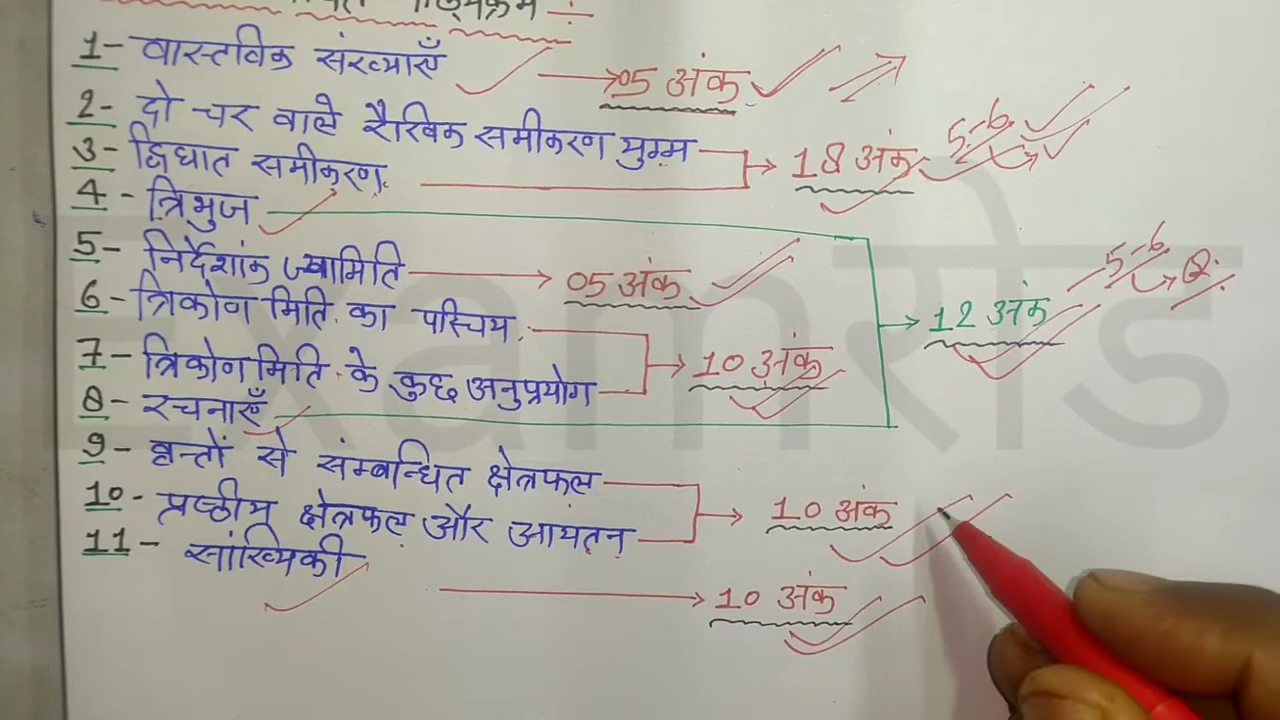 पाठ्यक्रम :-
1- वास्तविक संख्याएँ → 05 अंक
2- दो चर वाले रैखिक समीकरण युग्म
3- द्विघात समीकरण → 18 अंक 5-6
4- त्रिभुज
5- निर्देशांक ज्यामिति → 05 अंक
6- त्रिकोणमिति का परिचय
7- त्रिकोणमिति के कुछ अनुप्रयोग → 10 अंक
8- रचनाएँ → 12 अंक 5-6 → Q.
9- वृत्तों से संम्बन्धित क्षेत्रफल
10- प्रष्ठीय क्षेत्रफल और आयतन → 10 अंक
11- सांख्यिकी → 10 अंक
Examरोड